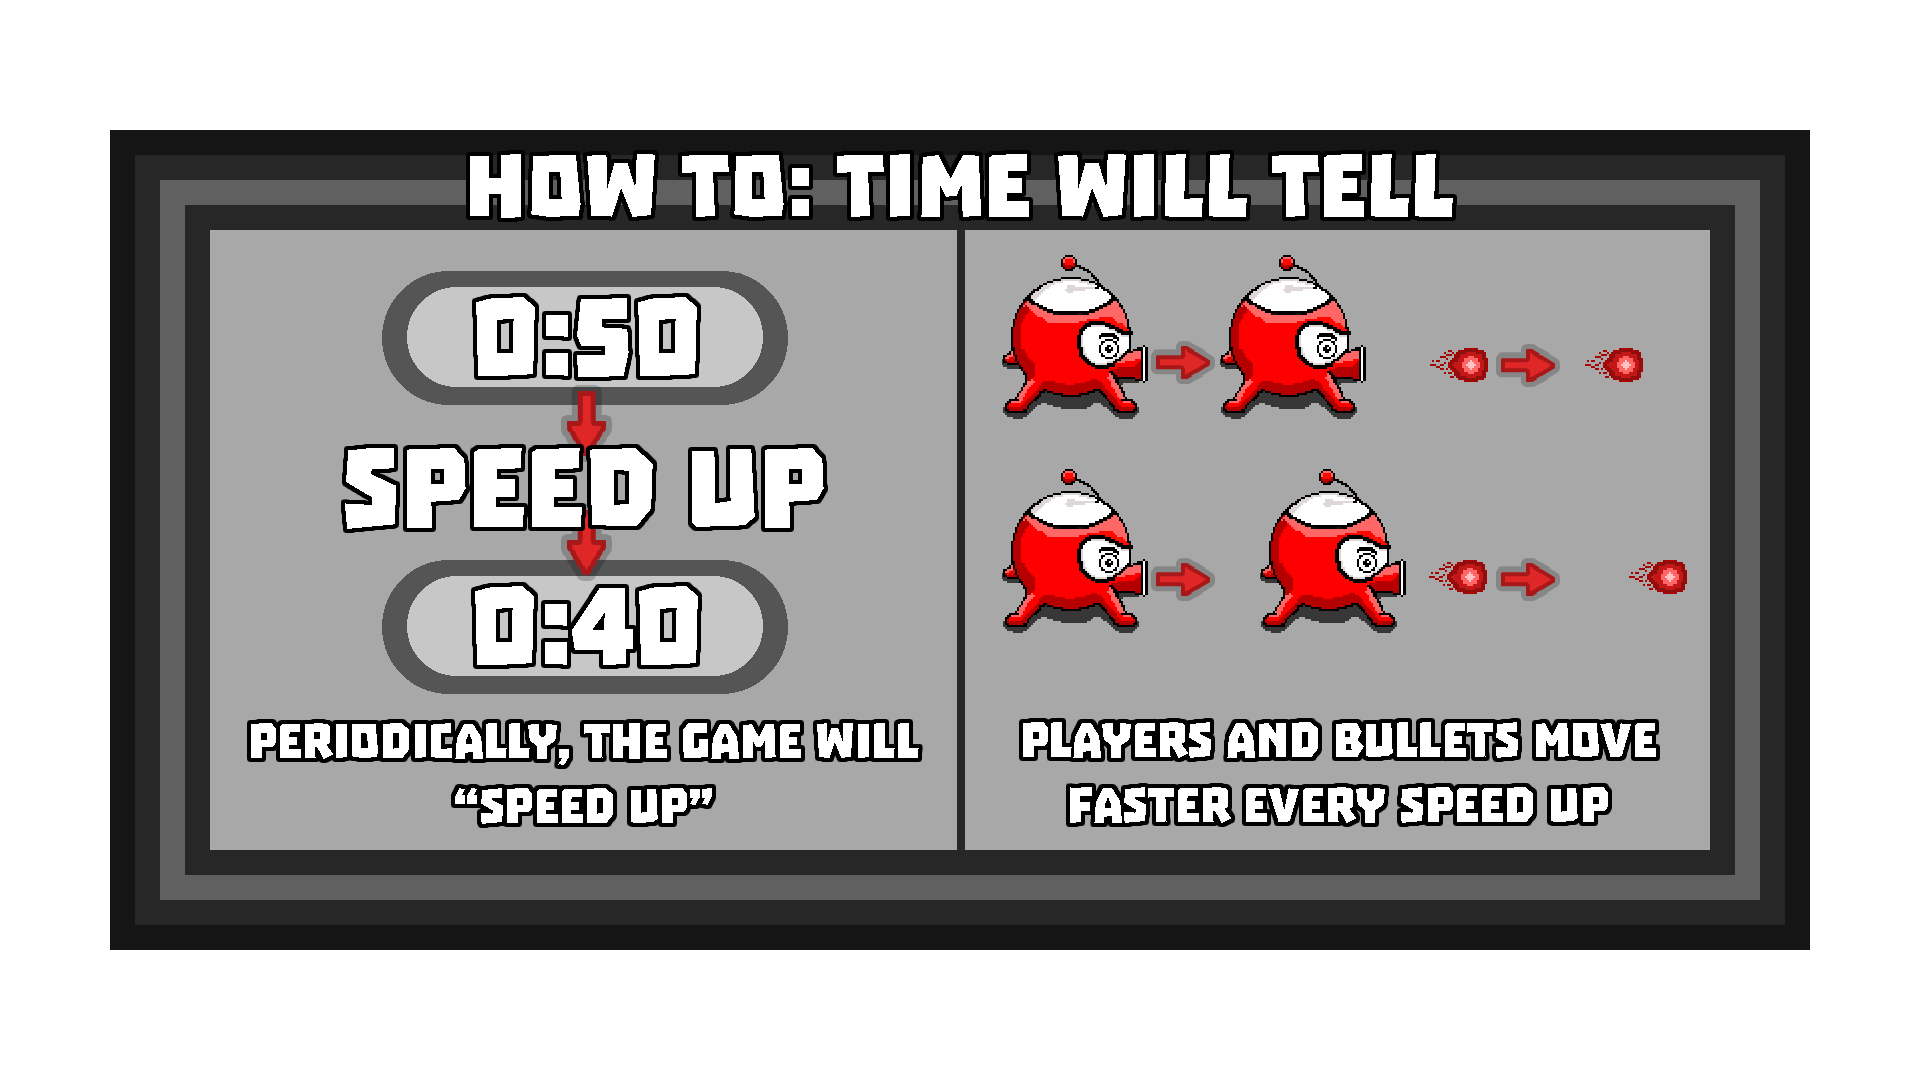 HOW TO: TIME WILL TELL
0:50
SPEED UP
0:40
PERIODICALLY, THE GAME WILL
“SPEED UP”
PLAYERS AND BULLETS MOVE
FASTER EVERY SPEED UP